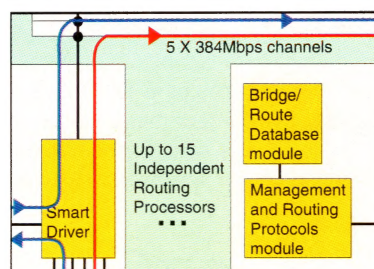 5 X 384Mbps channels
Bridge/
Route
Database
module
Up to 15
Independent
Routing
Processors
...
Management
and Routing
Protocols
module
Smart
Driver